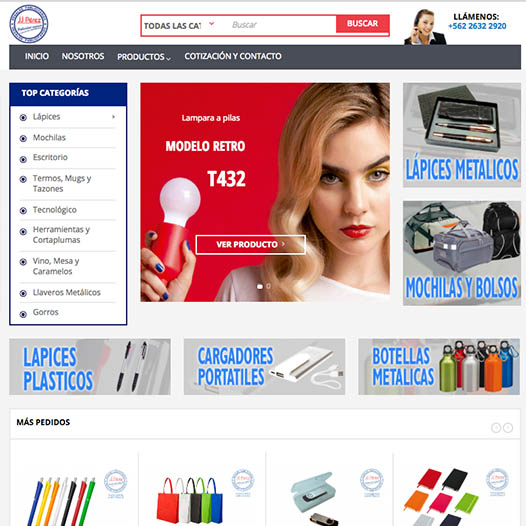 JJ Pérez
TODAS LAS CAT
Buscar
BUSCAR
LLÁMENOS:
+562 2632 2920
INICIO
NOSOTROS
PRODUCTOS
COTIZACIÓN Y CONTACTO
TOP CATEGORÍAS
Lápices
Mochilas
Escritorio
Termos, Mugs y
Tazones
Tecnológico
Herramientas y
Cortaplumas
Vino, Mesa y
Caramelos
Llaveros Metálicos
Gorros
Lampara a pilas
MODELO RETRO
T432
VER PRODUCTO
LÁPICES METALICOS
MOCHILAS Y BOLSOS
LAPICES
PLASTICOS
CARGADORES
PORTATILES
BOTELLAS
METALICAS
MÁS PEDIDOS